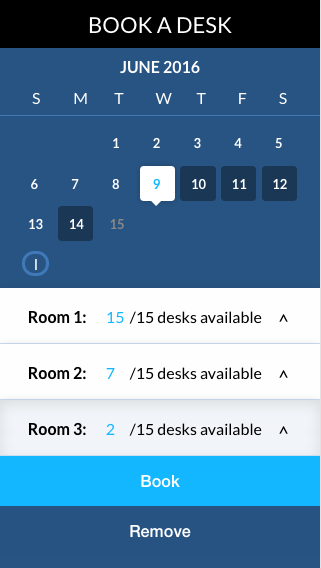 BOOK A DESK
JUNE 2016
S M T W T F S
1 2 3 4 5
6 7 8 9 10 11 12
13 14 15
Room 1: 15 /15 desks available
Room 2: 7 /15 desks available
Room 3: 2 /15 desks available
Book
Remove